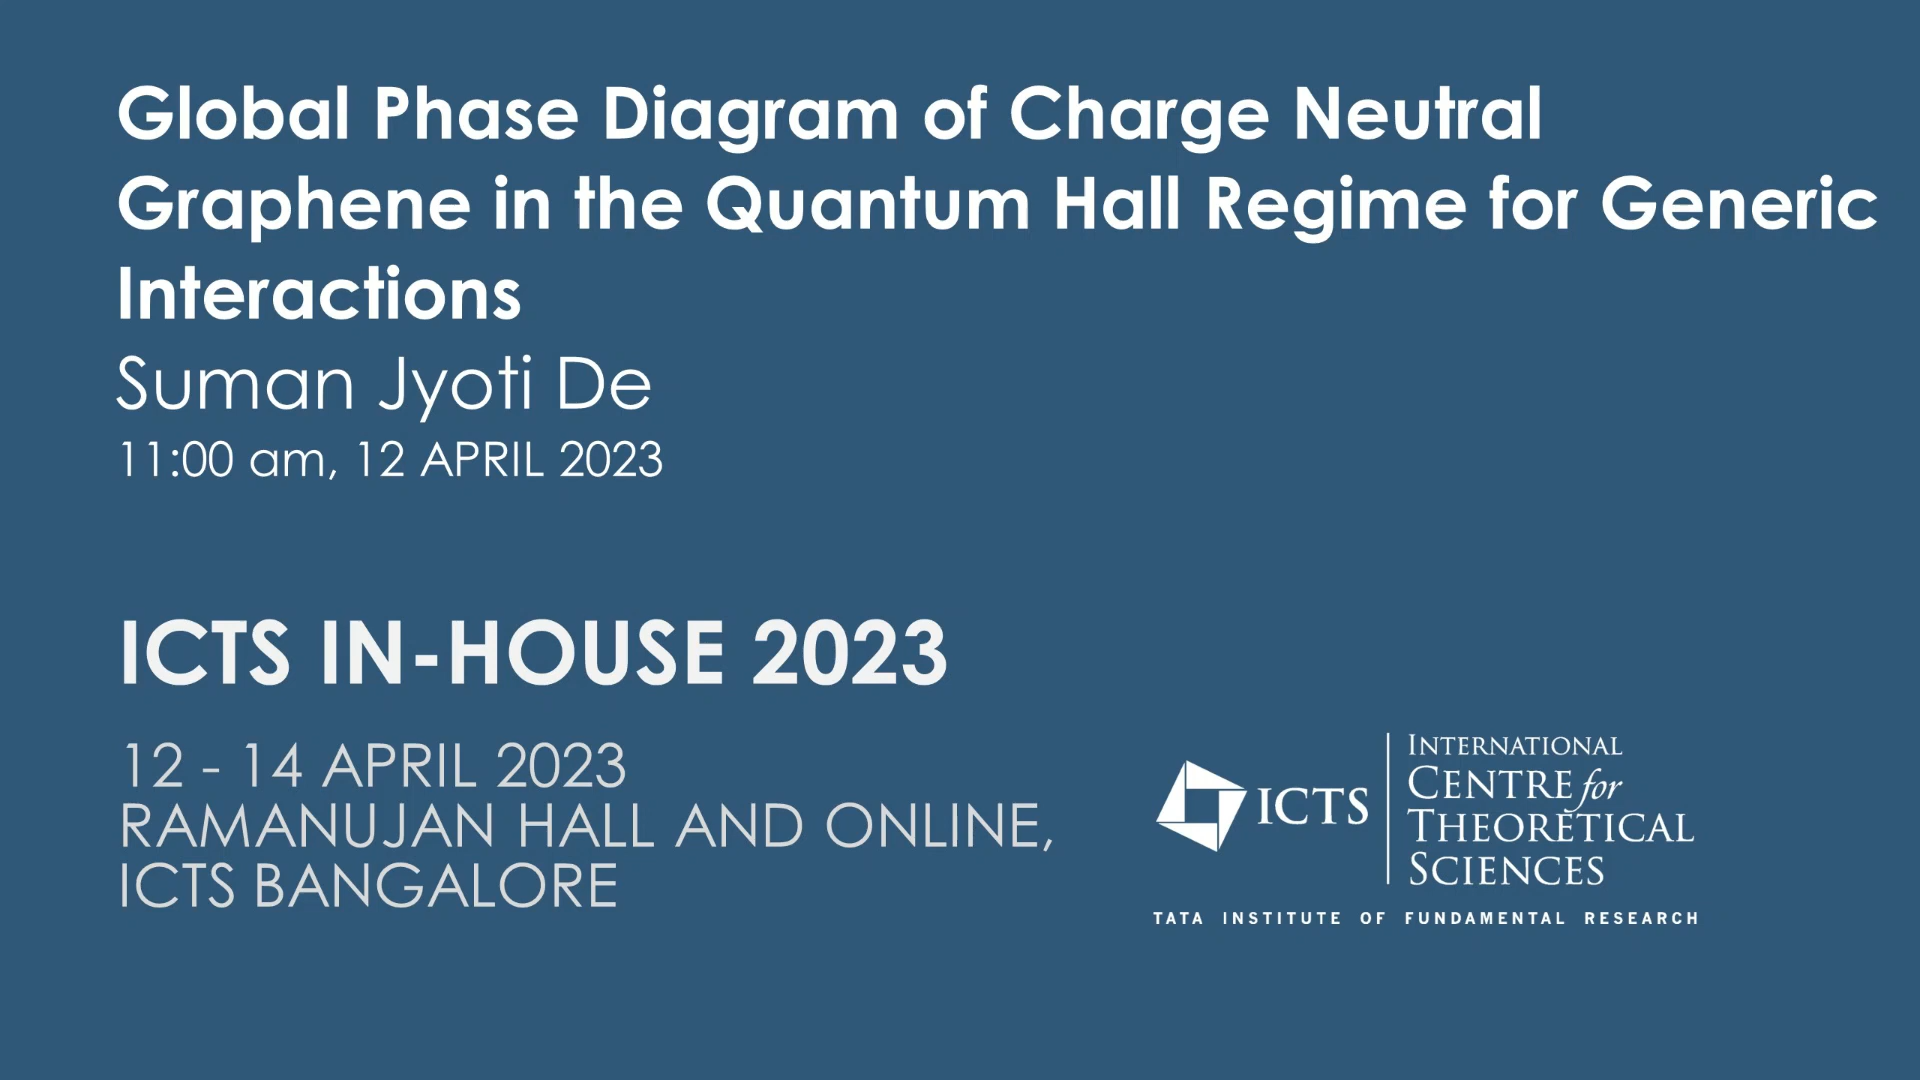 Global Phase Diagram of Charge Neutral
Graphene in the Quantum Hall Regime for Generic
Interactions
Suman Jyoti De
11:00 am, 12 APRIL 2023
ICTS IN-HOUSE 2023
12 - 14 APRIL 2023
RAMANUJAN HALL AND ONLINE,
ICTS BANGALORE
ICTS
INTERNATIONAL
CENTRE for
THEORETICAL
SCIENCES
TATA INSTITUTE OF FUNDAMENTAL RESEARCH